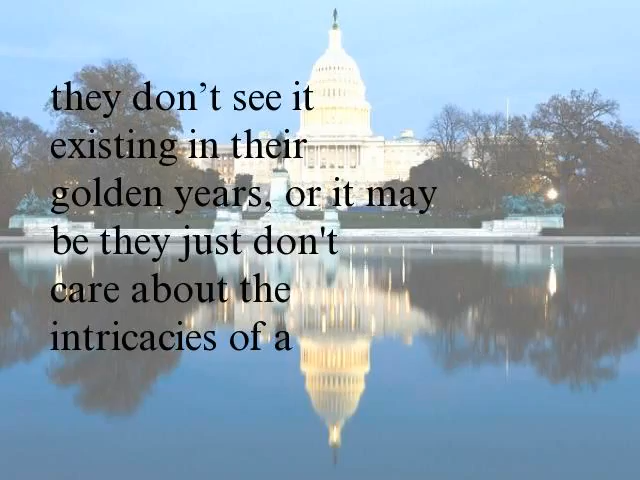 they don’t see it
existing in their
golden years, or it may
be they just don't
care about the
intricacies of a